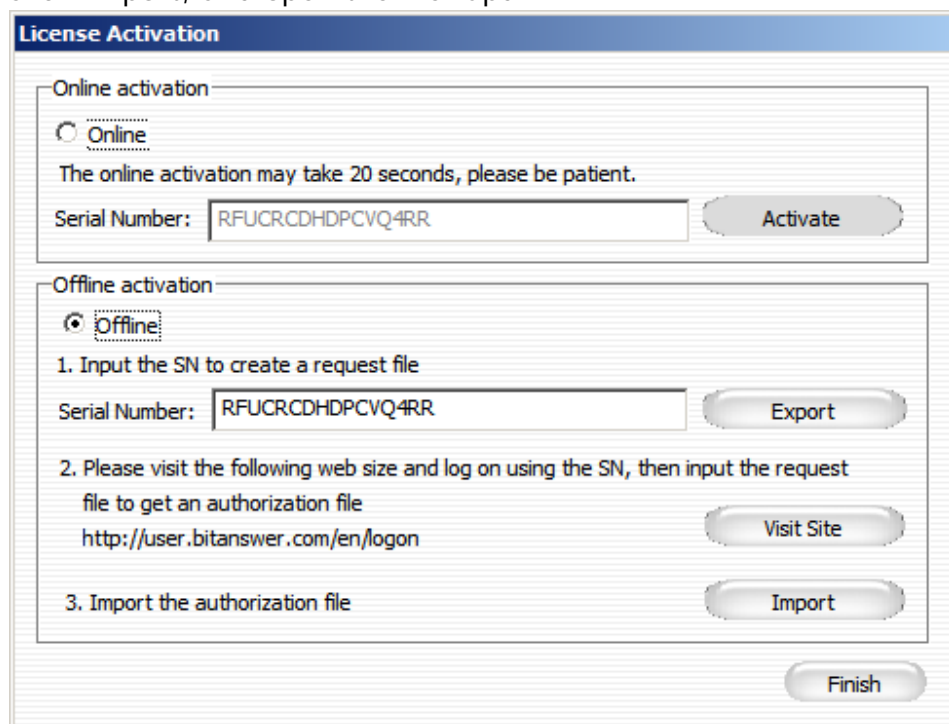 License Activation
Online activation
Online
The online activation may take 20 seconds, please be patient.
Serial Number: RFUCRCDHDPCVQ4RR Activate
Offline activation
Offline
1. Input the SN to create a request file
Serial Number: RFUCRCDHDPCVQ4RR Export
2. Please visit the following web size and log on using the SN, then input the request
file to get an authorization file
http://user.bitanswer.com/en/logon Visit Site
3. Import the authorization file Import
Finish